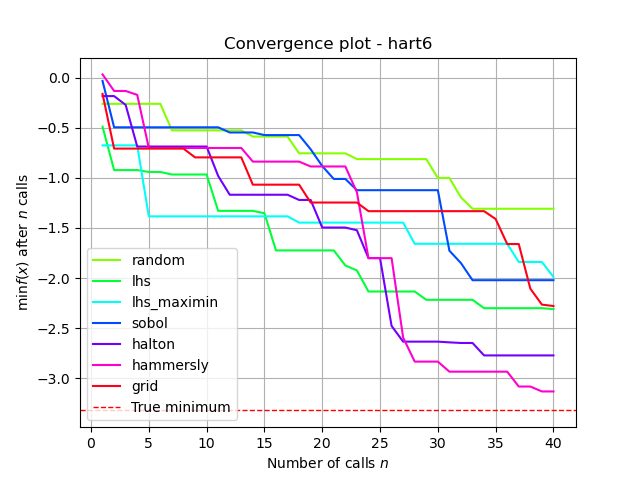 Convergence plot - hart6
0.0
−0.5
−1.0
−1.5
−2.0
−2.5
−3.0
min f(x) after n calls
random
lhs
lhs_maximin
sobol
halton
hammersly
grid
True minimum
0 5 10 15 20 25 30 35 40
Number of calls n